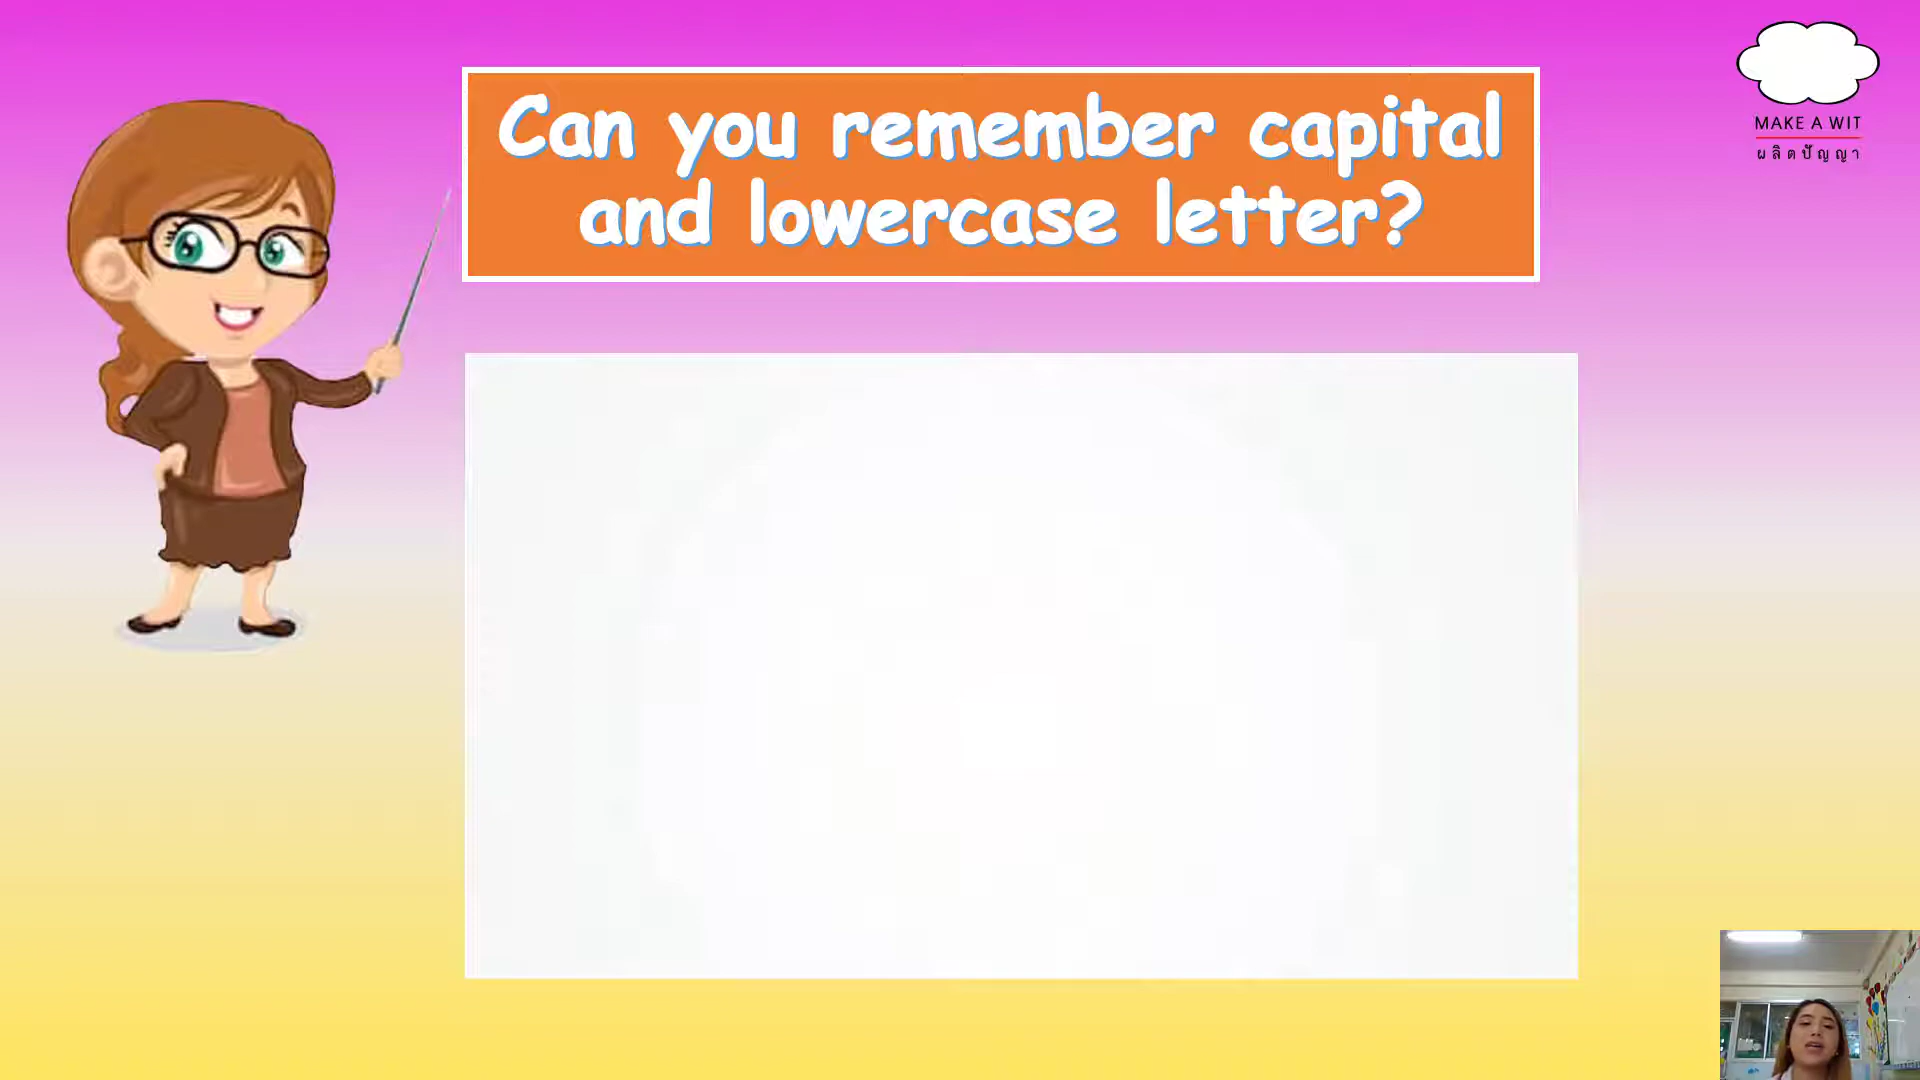 Can you remember capital
and lowercase letter?
MAKE A WIT
ผลิตปัญญา